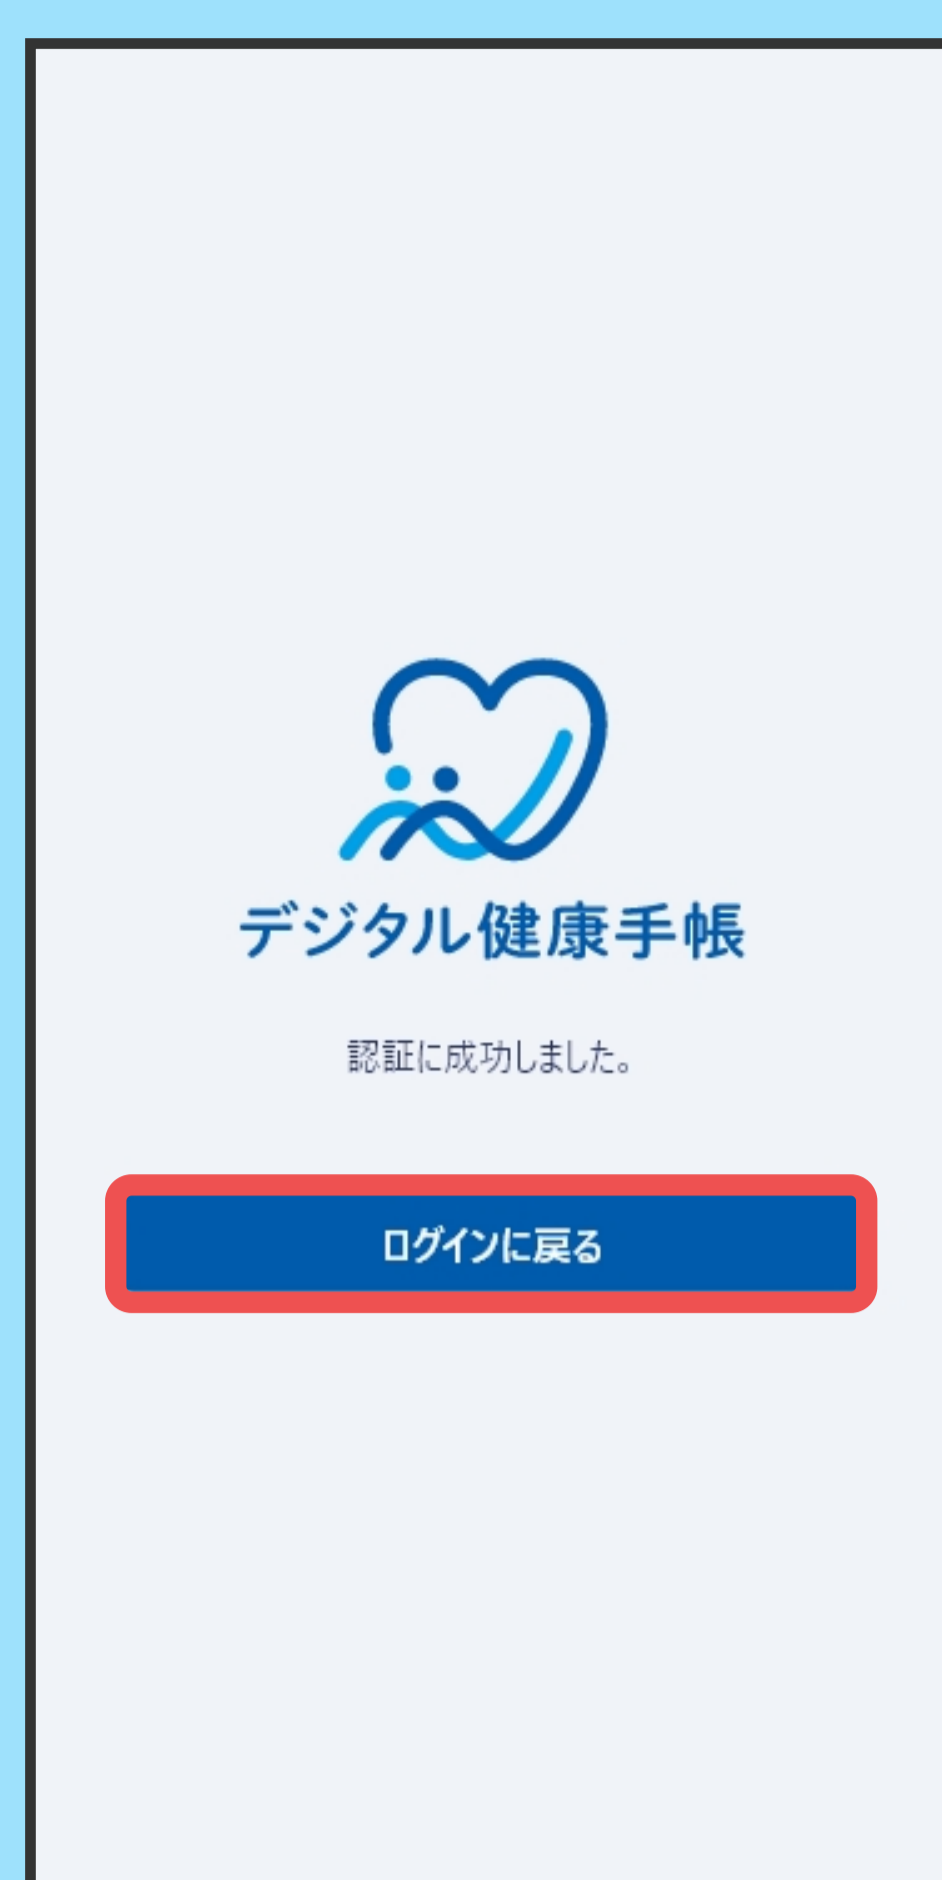 デジタル健康手帳
認証に成功しました。
ログインに戻る